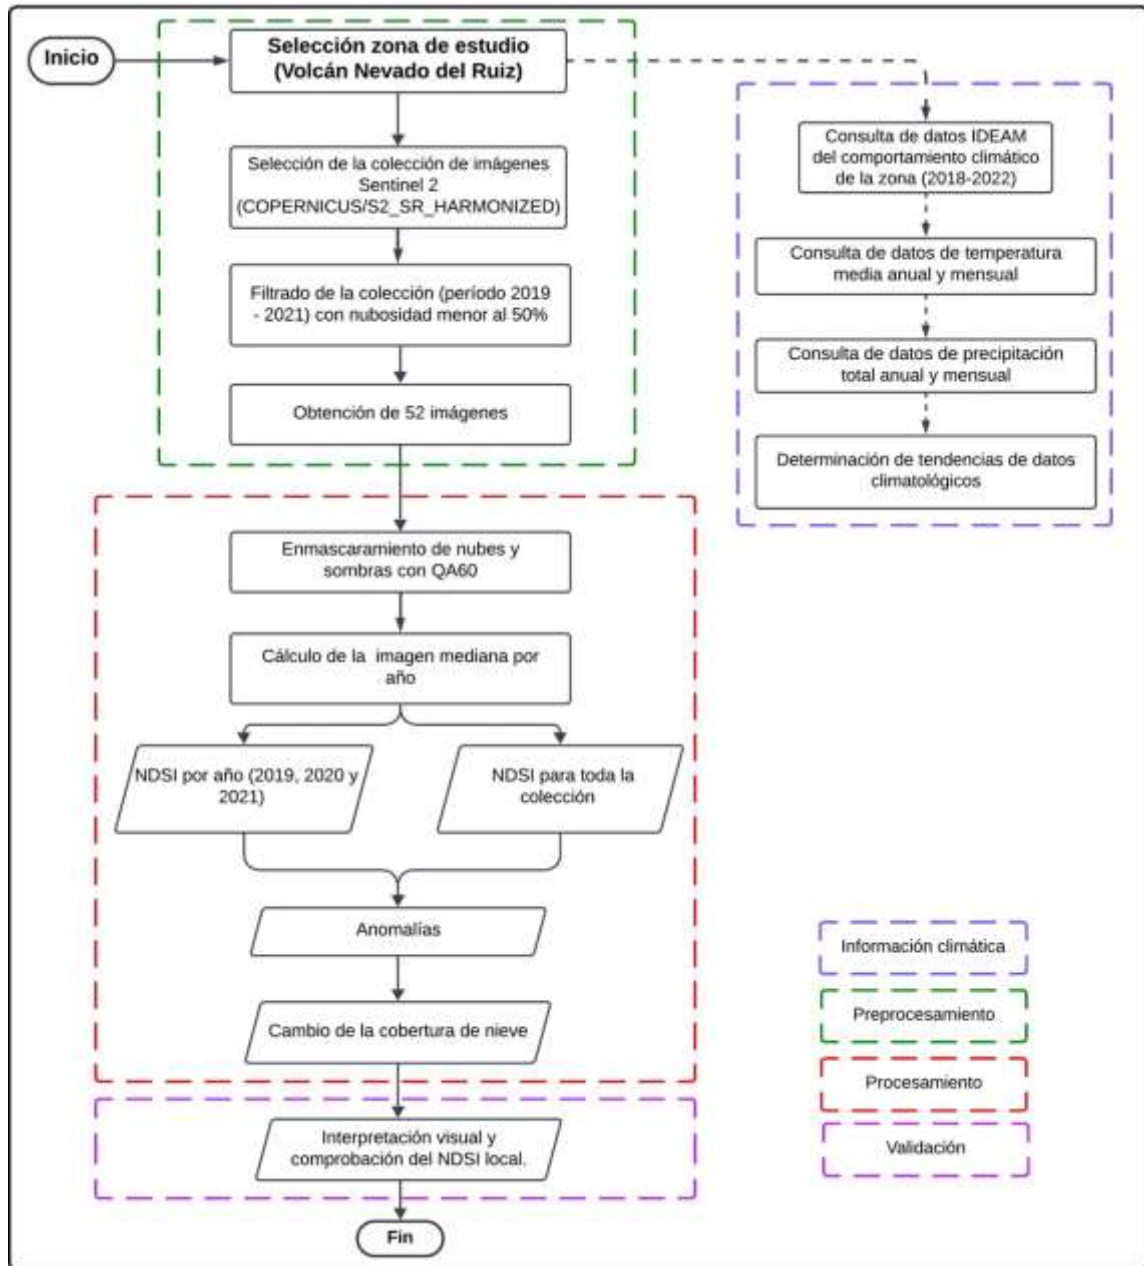 Inicio
Selección zona de estudio
(Volcán Nevado del Ruiz)
Selección de la colección de imágenes
Sentinel 2
(COPERNICUS/S2_SR_HARMONIZED)
Filtrado de la colección (período 2019
- 2021) con nubosidad menor al 50%
Obtención de 52 imágenes
Consulta de datos IDEAM
del comportamiento climático
de la zona (2018-2022)
Consulta de datos de temperatura
media anual y mensual
Consulta de datos de precipitación
total anual y mensual
Determinación de tendencias de datos
climatológicos
Enmascaramiento de nubes y
sombras con QA60
Cálculo de la imagen mediana por
año
NDSI por año (2019, 2020 y
2021)
NDSI para toda la
colección
Anomalías
Cambio de la cobertura de nieve
Interpretación visual y
comprobación del NDSI local.
Fin
Información climática
Preprocesamiento
Procesamiento
Validación